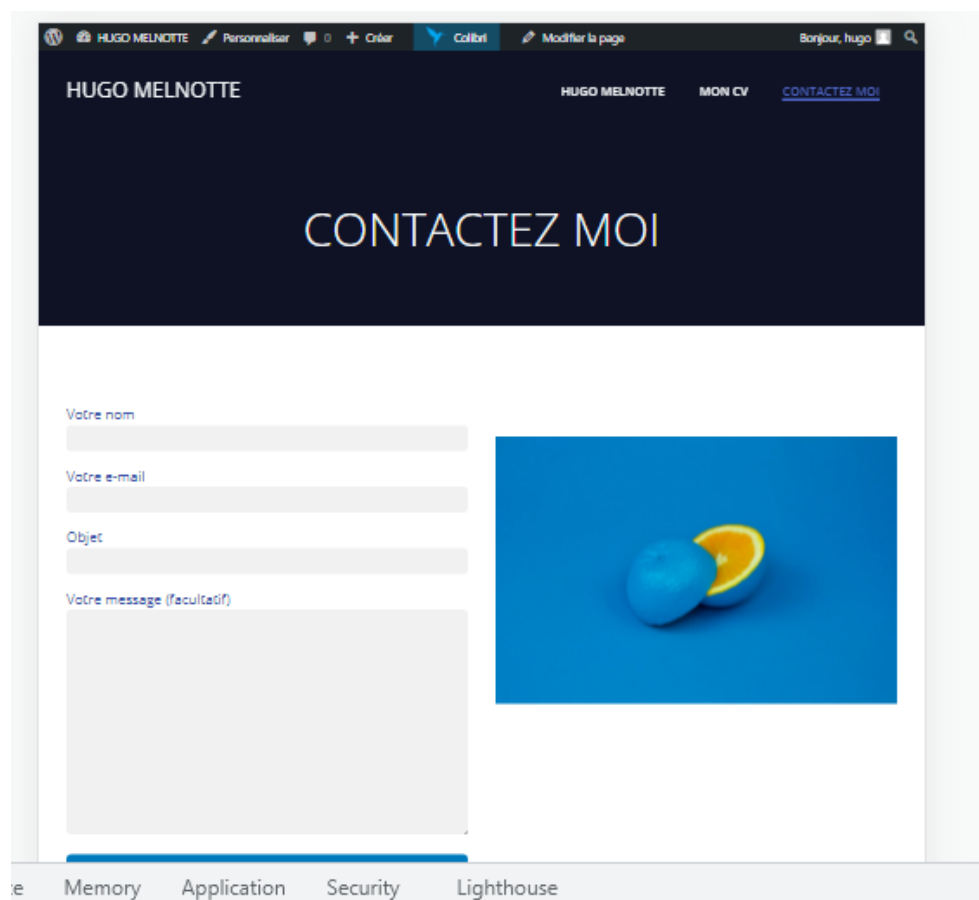 HUGO MELNOTTE Personnaliser 0 Créer Colibri Modifier la page Bonjour, hugo
HUGO MELNOTTE HUGO MELNOTTE MON CV CONTACTEZ MOI
CONTACTEZ MOI
Votre nom
Votre e-mail
Objet
Votre message (facultatif)
Memory Application Security Lighthouse